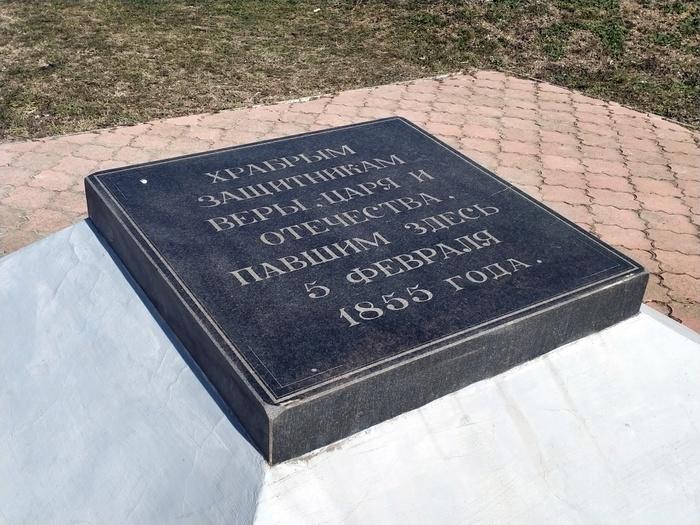 ХРАБРЫМ
ЗАЩИТНИКАМ
ВЕРЫ, ЦАРЯ И
ОТЕЧЕСТВА,
ПАВШИМ ЗДЕСЬ
5 ФЕВРАЛЯ
1855 ГОДА.